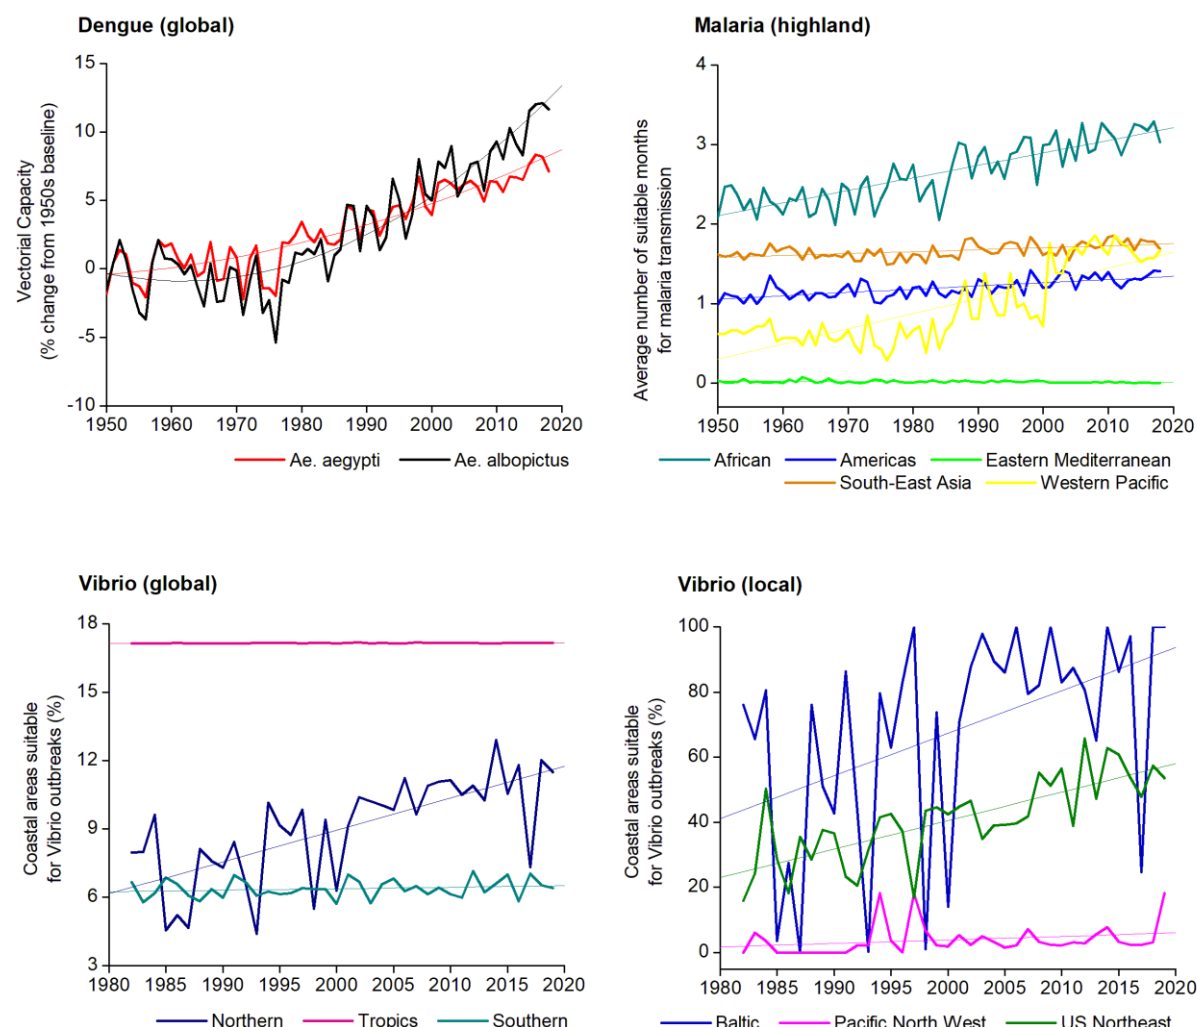 Dengue (global)
Vectorial Capacity
(% change from 1950s baseline)
15
10
5
0
-5
-10
1950 1960 1970 1980 1990 2000 2010 2020
Ae. aegypti Ae. albopictus
Malaria (highland)
Average number of suitable months
for malaria transmission
4
3
2
1
0
1950 1960 1970 1980 1990 2000 2010 2020
African Americas Eastern Mediterranean
South-East Asia Western Pacific
Vibrio (global)
Coastal areas suitable
for Vibrio outbreaks (%)
18
15
12
9
6
3
1980 1985 1990 1995 2000 2005 2010 2015 2020
Northern Tropics Southern
Vibrio (local)
Coastal areas suitable
for Vibrio outbreaks (%)
100
80
60
40
20
0
1980 1985 1990 1995 2000 2005 2010 2015 2020
Baltic Pacific North West US Northeast